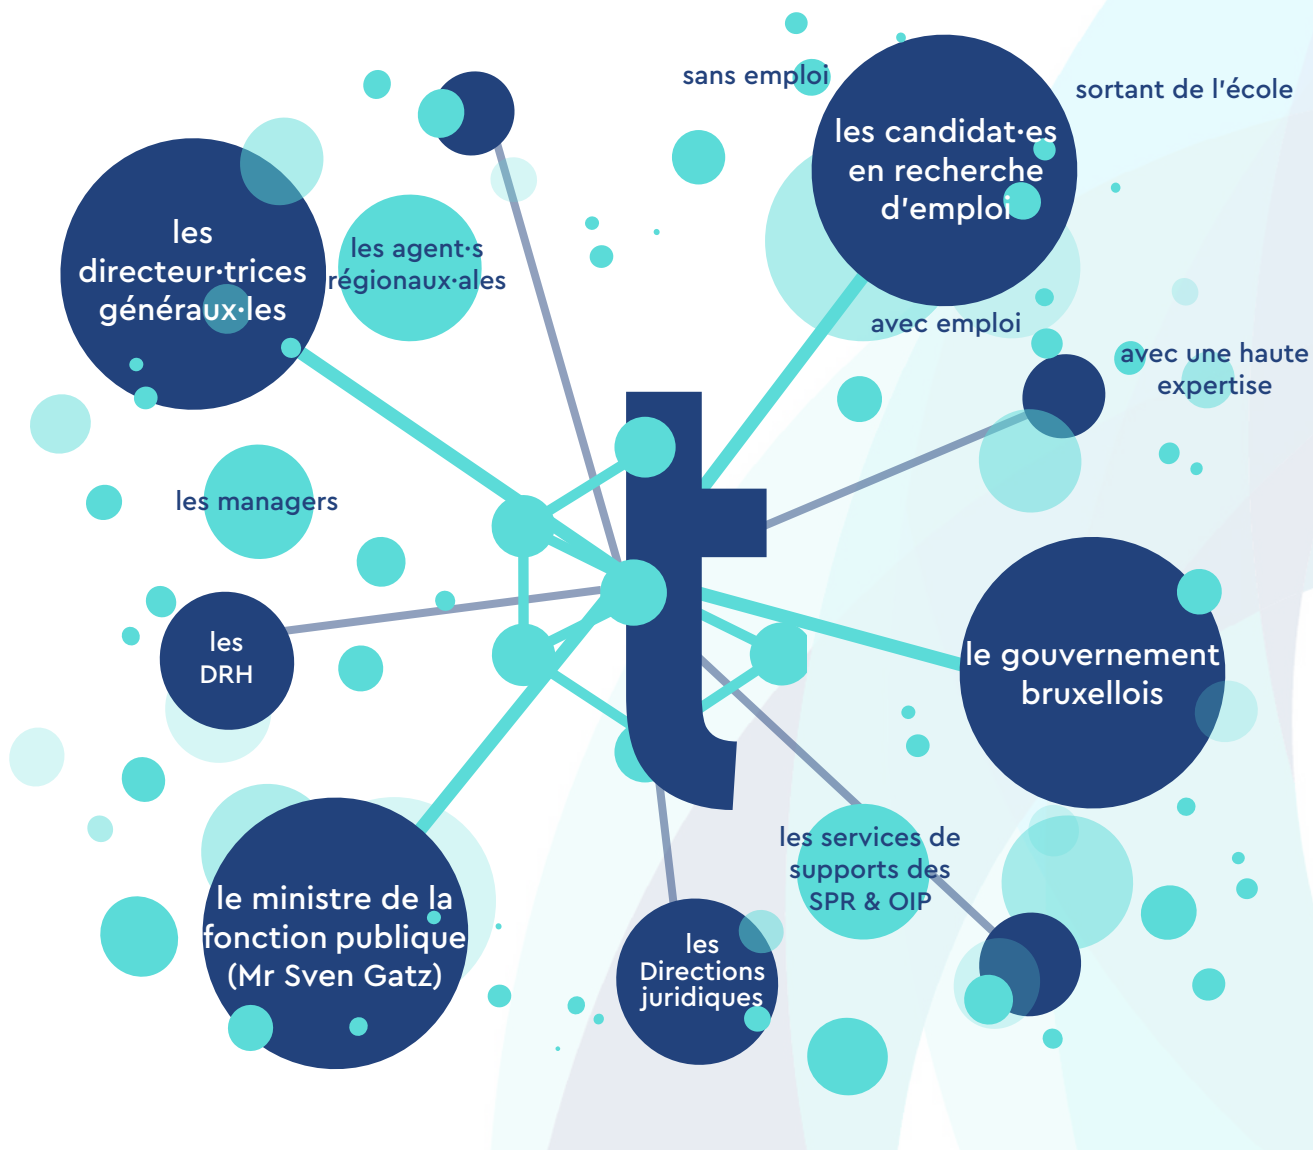 sans emploi
sortant de l'école
les candidat·es
en recherche
d'emploi
les
directeur·trices
généraux·les
les agent·s
régionaux·ales
avec emploi
avec une haute
expertise
t
les managers
les
DRH
le gouvernement
bruxellois
les services de
supports des
SPR & OIP
le ministre de la
fonction publique
(Mr Sven Gatz)
les
Directions
juridiques